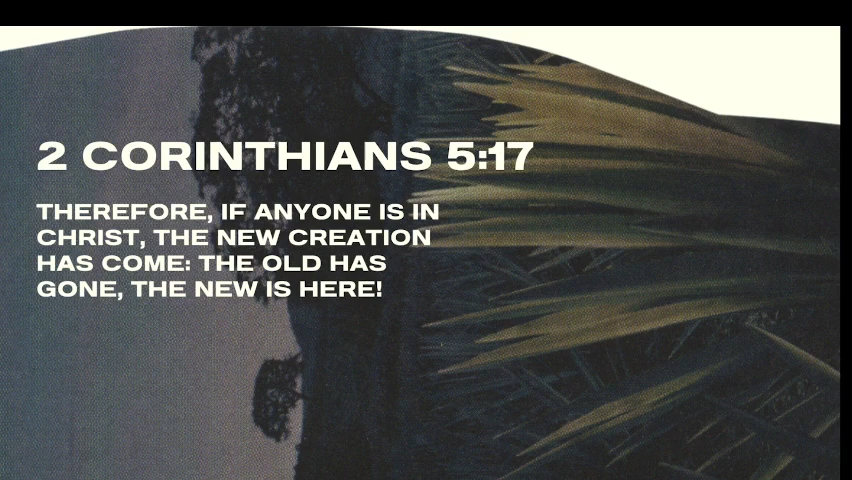 2 CORINTHIANS 5:17
THEREFORE, IF ANYONE IS IN
CHRIST, THE NEW CREATION
HAS COME: THE OLD HAS
GONE, THE NEW IS HERE!